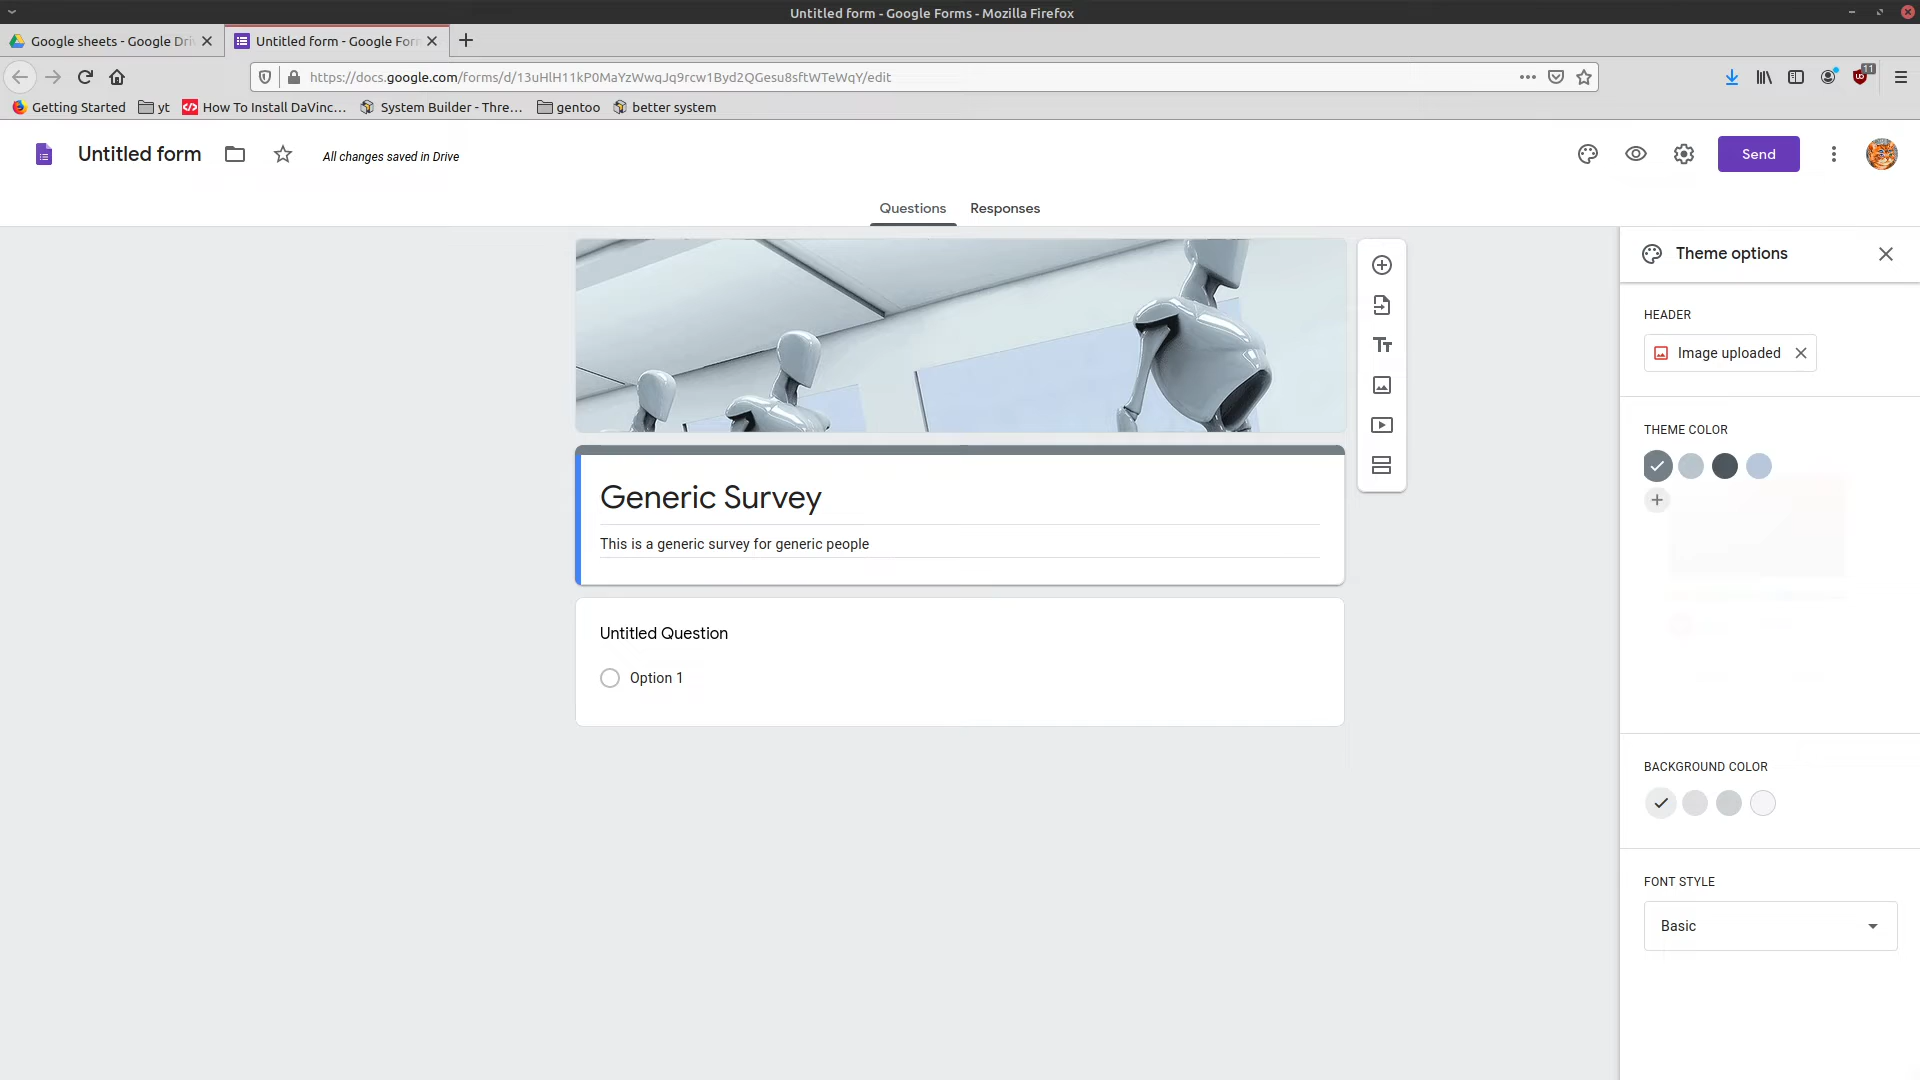 Untitled form - Google Forms - Mozilla Firefox
Google sheets - Google Dri
Untitled form - Google For
https://docs.google.com/forms/d/13uHlH11kP0MaYzWwqJq9rcw1Byd2QGesu8sftWTeWqY/edit
11
Getting Started
yt
How To Install DaVinc...
System Builder - Thre...
gentoo
better system
Untitled form
All changes saved in Drive
Send
Questions
Responses
Theme options
HEADER
Image uploaded
THEME COLOR
Generic Survey
This is a generic survey for generic people
Untitled Question
Option 1
BACKGROUND COLOR
FONT STYLE
Basic